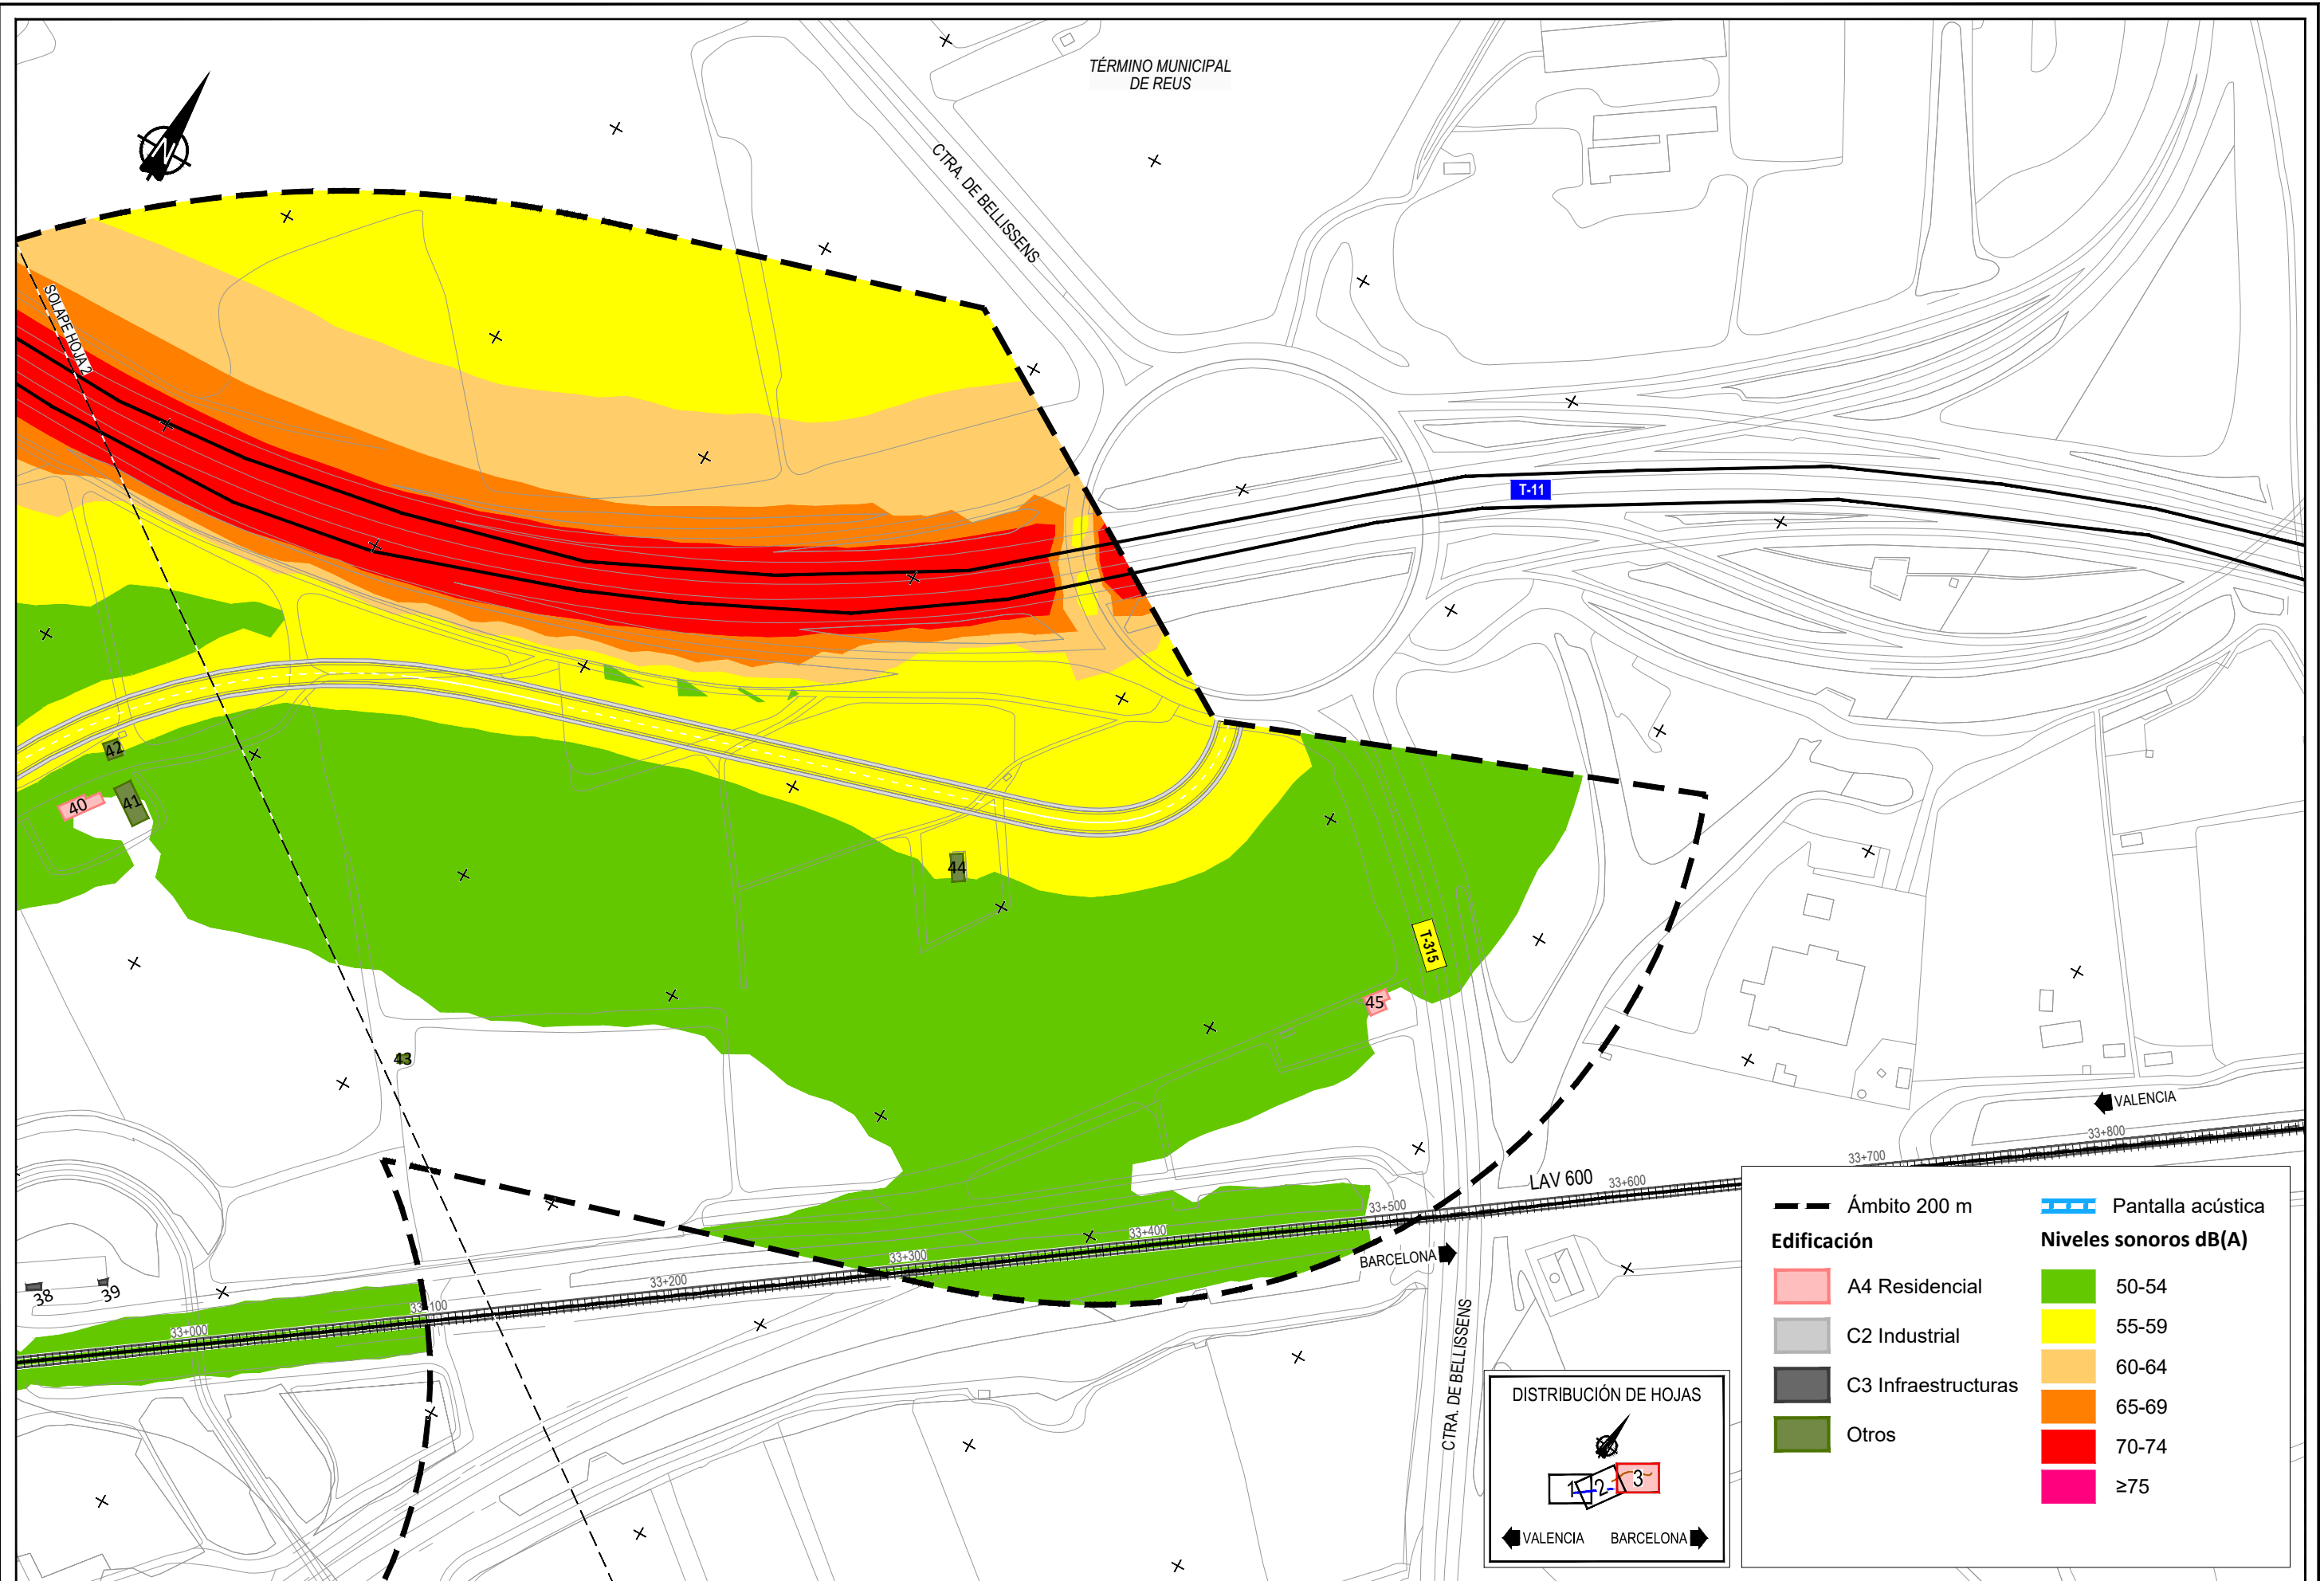 TÉRMINO MUNICIPAL
DE REUS
N
CTRA. DE BELLISSENS
SOLAPE HOJA 2
T-11
42
40
41
44
T-315
45
43
VALENCIA
33+800
33+700
LAV 600
33+600
33+500
33+400
33+300
BARCELONA
33+200
33+100
33+000
38
39
CTRA. DE BELLISSENS
DISTRIBUCIÓN DE HOJAS
1
2
3
VALENCIA
BARCELONA
Ámbito 200 m
Pantalla acústica
Edificación
Niveles sonoros dB(A)
A4 Residencial
50-54
C2 Industrial
55-59
60-64
C3 Infraestructuras
65-69
Otros
70-74
≥75